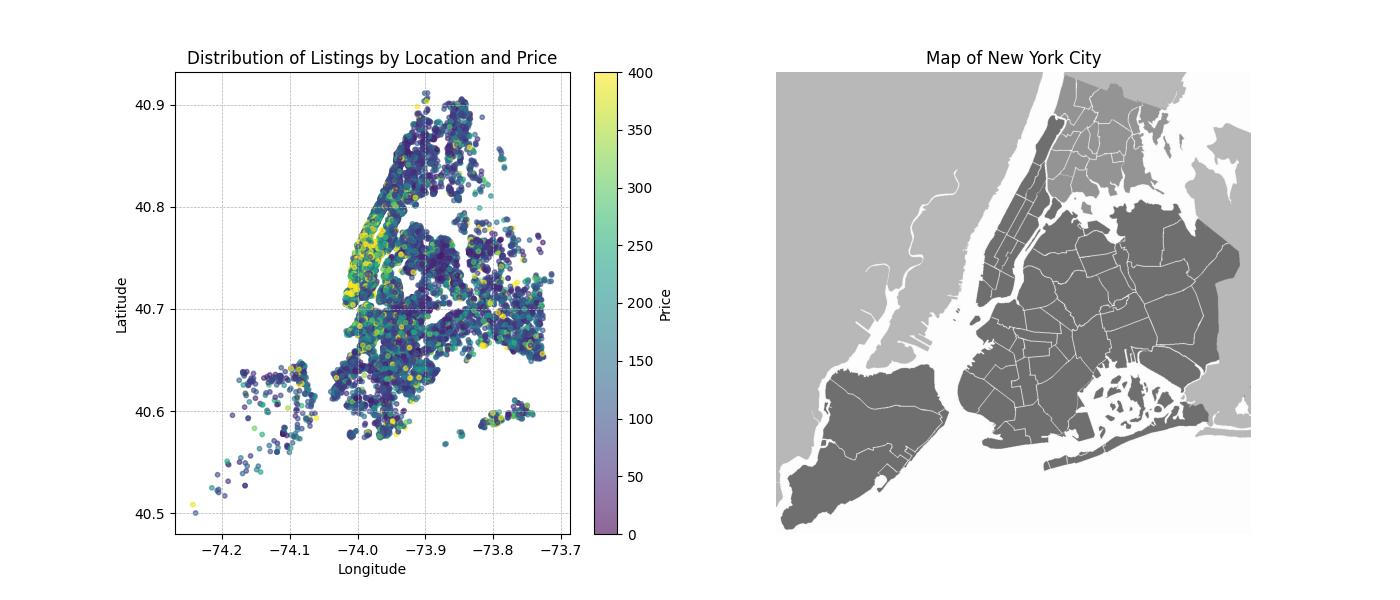 Distribution of Listings by Location and Price
Map of New York City
400
350
300
250
200
150
100
50
0
Price
40.9
40.8
40.7
40.6
40.5
Latitude
−74.2 −74.1 −74.0 −73.9 −73.8 −73.7
Longitude